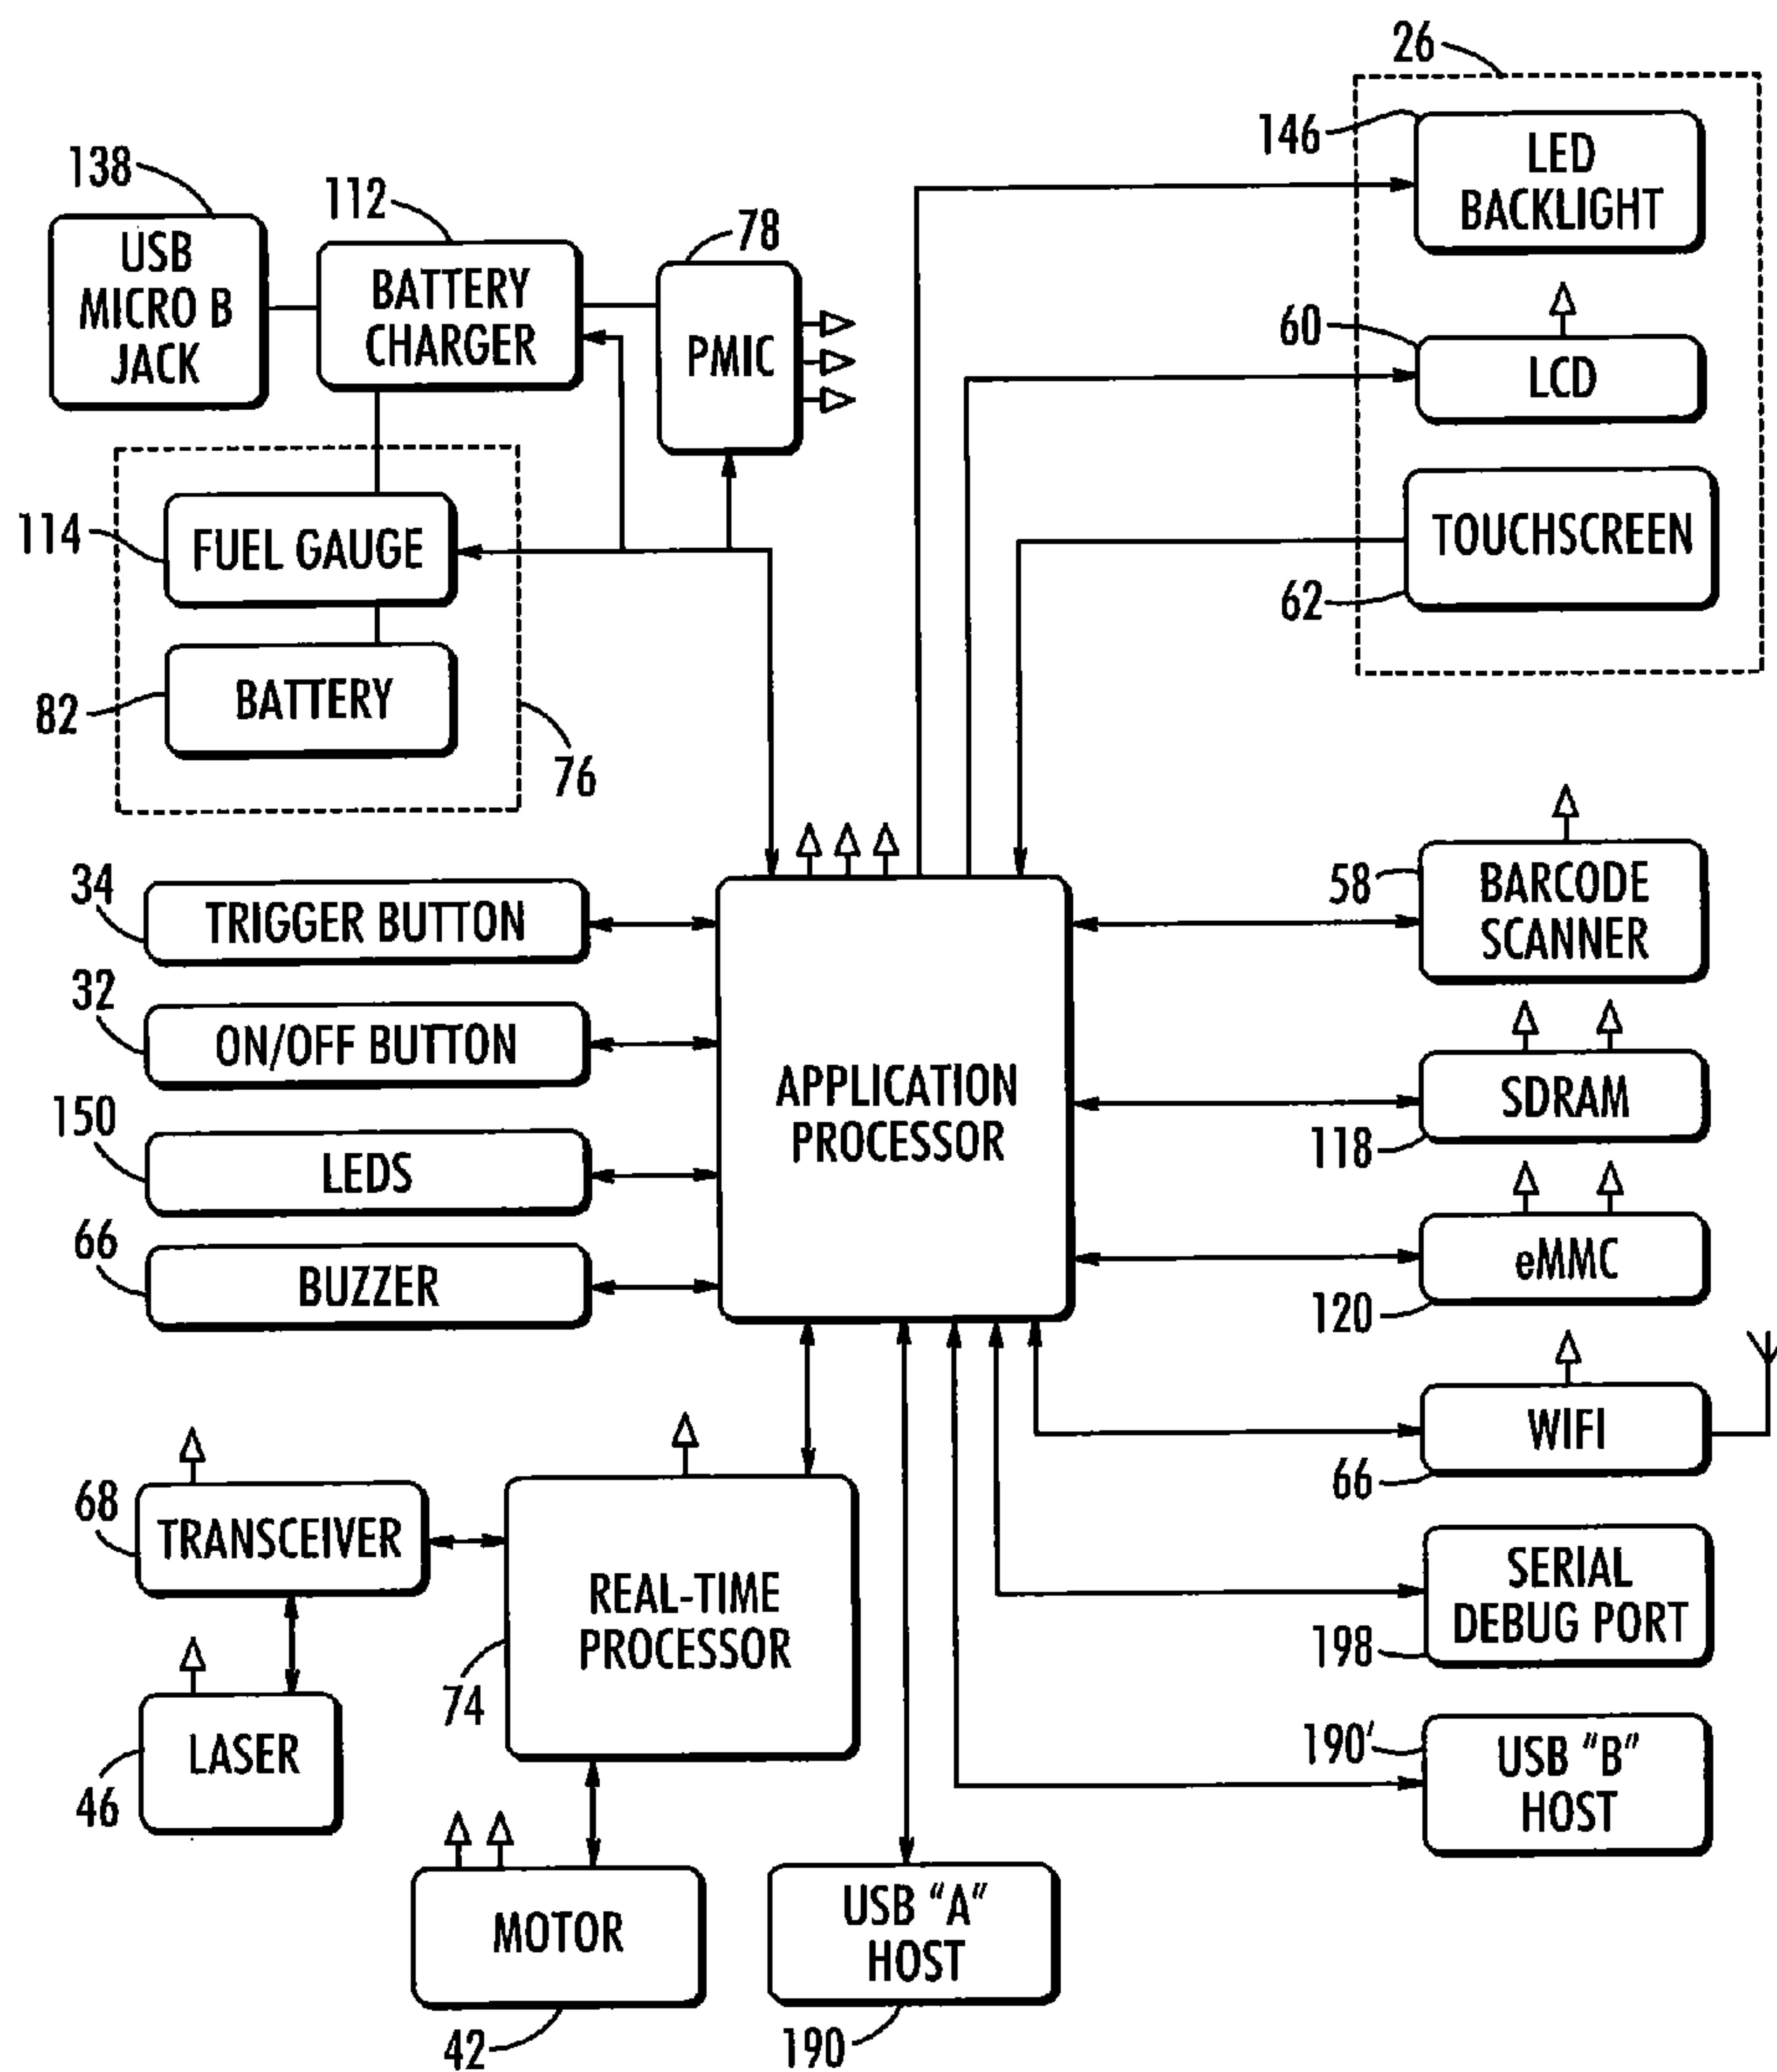 26
146
LED
BACKLIGHT
138
USB
MICRO B
JACK
112
BATTERY
CHARGER
78
PMIC
60
LCD
TOUCHSCREEN
62
114
FUEL GAUGE
82
BATTERY
76
34
TRIGGER BUTTON
32
ON/OFF BUTTON
150
LEDS
66
BUZZER
APPLICATION
PROCESSOR
58
BARCODE
SCANNER
SDRAM
118
eMMC
120
WIFI
66
68
TRANSCEIVER
REAL-TIME
PROCESSOR
74
LASER
46
SERIAL
DEBUG PORT
198
190'
USB "B"
HOST
MOTOR
42
USB "A"
HOST
190